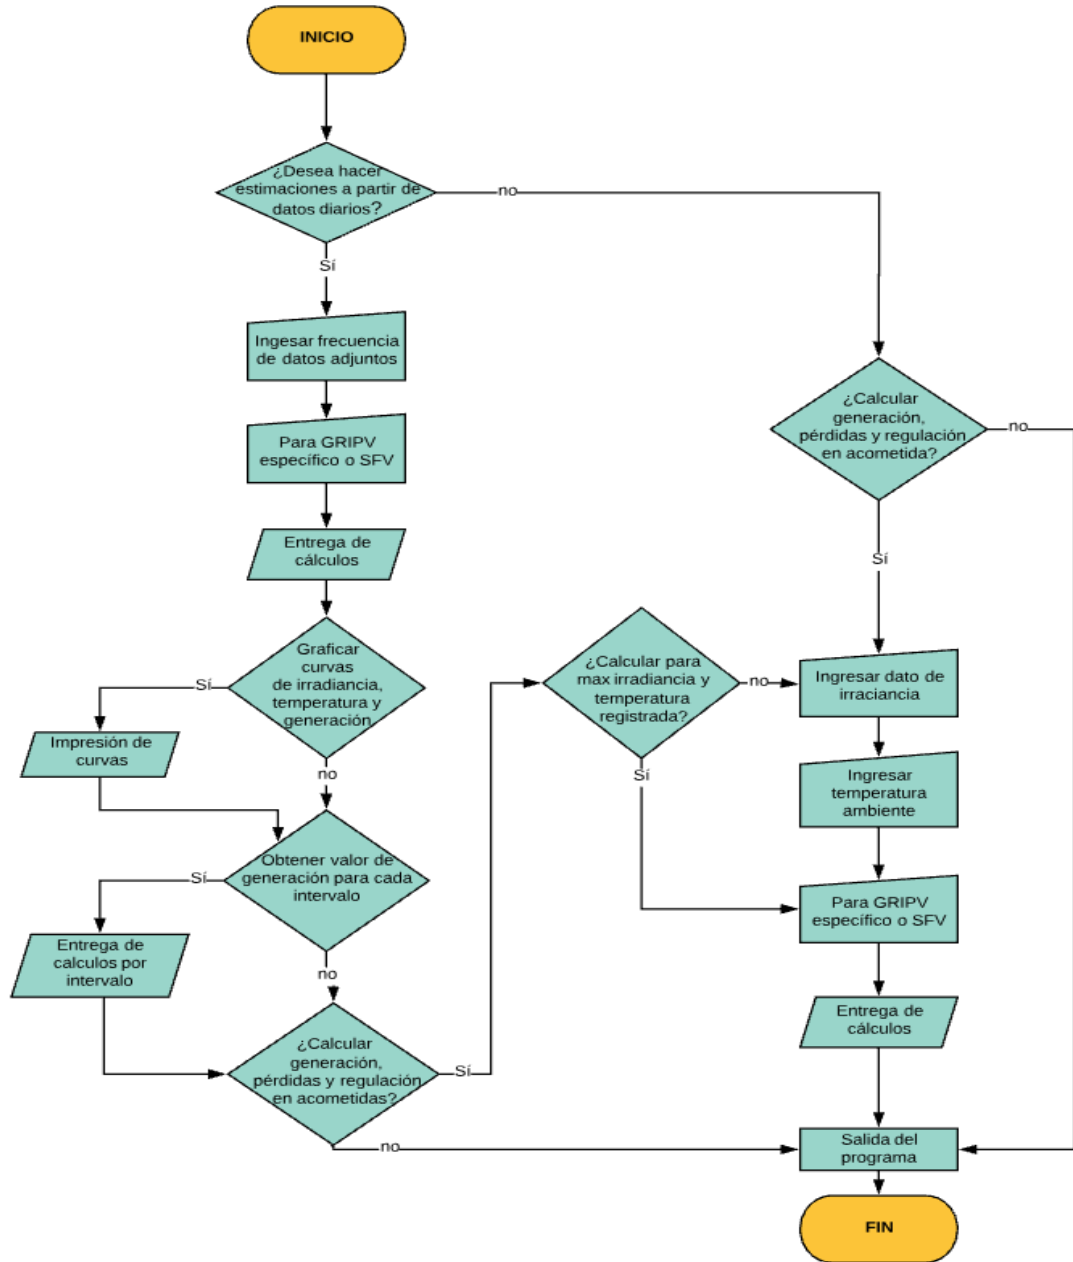 INICIO
¿Desea hacer
estimaciones a partir de
datos diarios?
no
Sí
Ingesar frecuencia
de datos adjuntos
Para GRIPV
específico o SFV
Entrega de
cálculos
Graficar
curvas
de irradiancia,
temperatura y
generación
Sí
Impresión de
curvas
no
Obtener valor de
generación para cada
intervalo
Sí
Entrega de
calculos por
intervalo
no
¿Calcular
generación,
pérdidas y regulación
en acometidas?
Sí
no
¿Calcular para
max irradiancia y
temperatura
registrada?
no
Sí
¿Calcular
generación,
pérdidas y regulación
en acometida?
no
Sí
Ingresar dato de
irraciancia
Ingresar
temperatura
ambiente
Para GRIPV
específico o SFV
Entrega de
cálculos
Salida del
programa
FIN